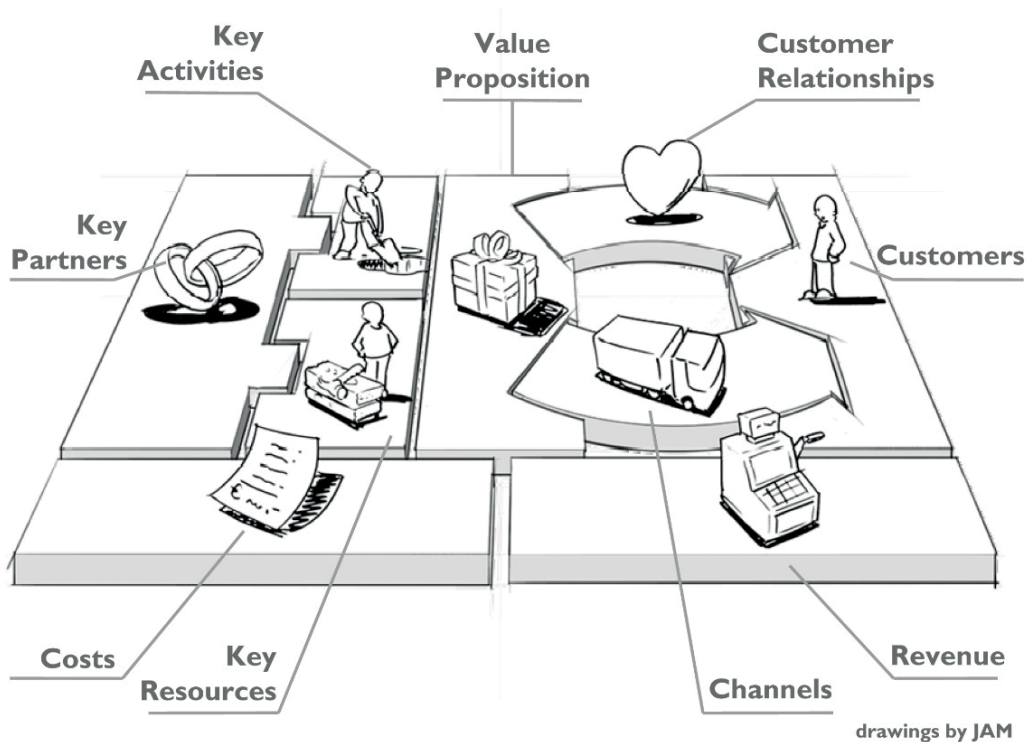 Key
Activities
Value
Proposition
Customer
Relationships
Key
Partners
Customers
Costs
Key
Resources
Channels
Revenue
drawings by JAM